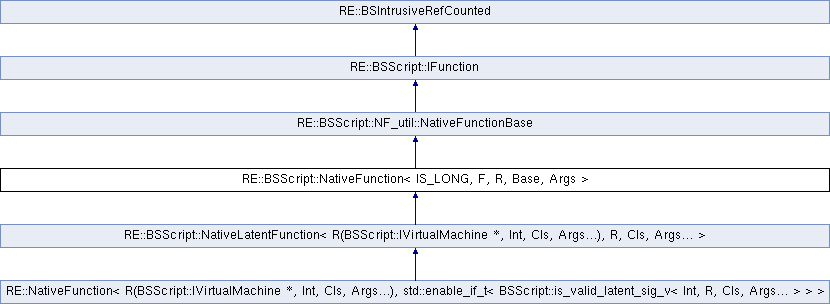 RE::BSIntrusiveRefCounted
RE::BSScript::IFunction
RE::BSScript::NF_util::NativeFunctionBase
RE::BSScript::NativeFunction< IS_LONG, F, R, Base, Args >
RE::BSScript::NativeLatentFunction< R(BSScript::IVirtualMachine *, Int, Cls, Args...), R, Cls, Args... >
RE::NativeFunction< R(BSScript::IVirtualMachine *, Int, Cls, Args...), std::enable_if_t< BSScript::is_valid_latent_sig_v< Int, R, Cls, Args... > > >